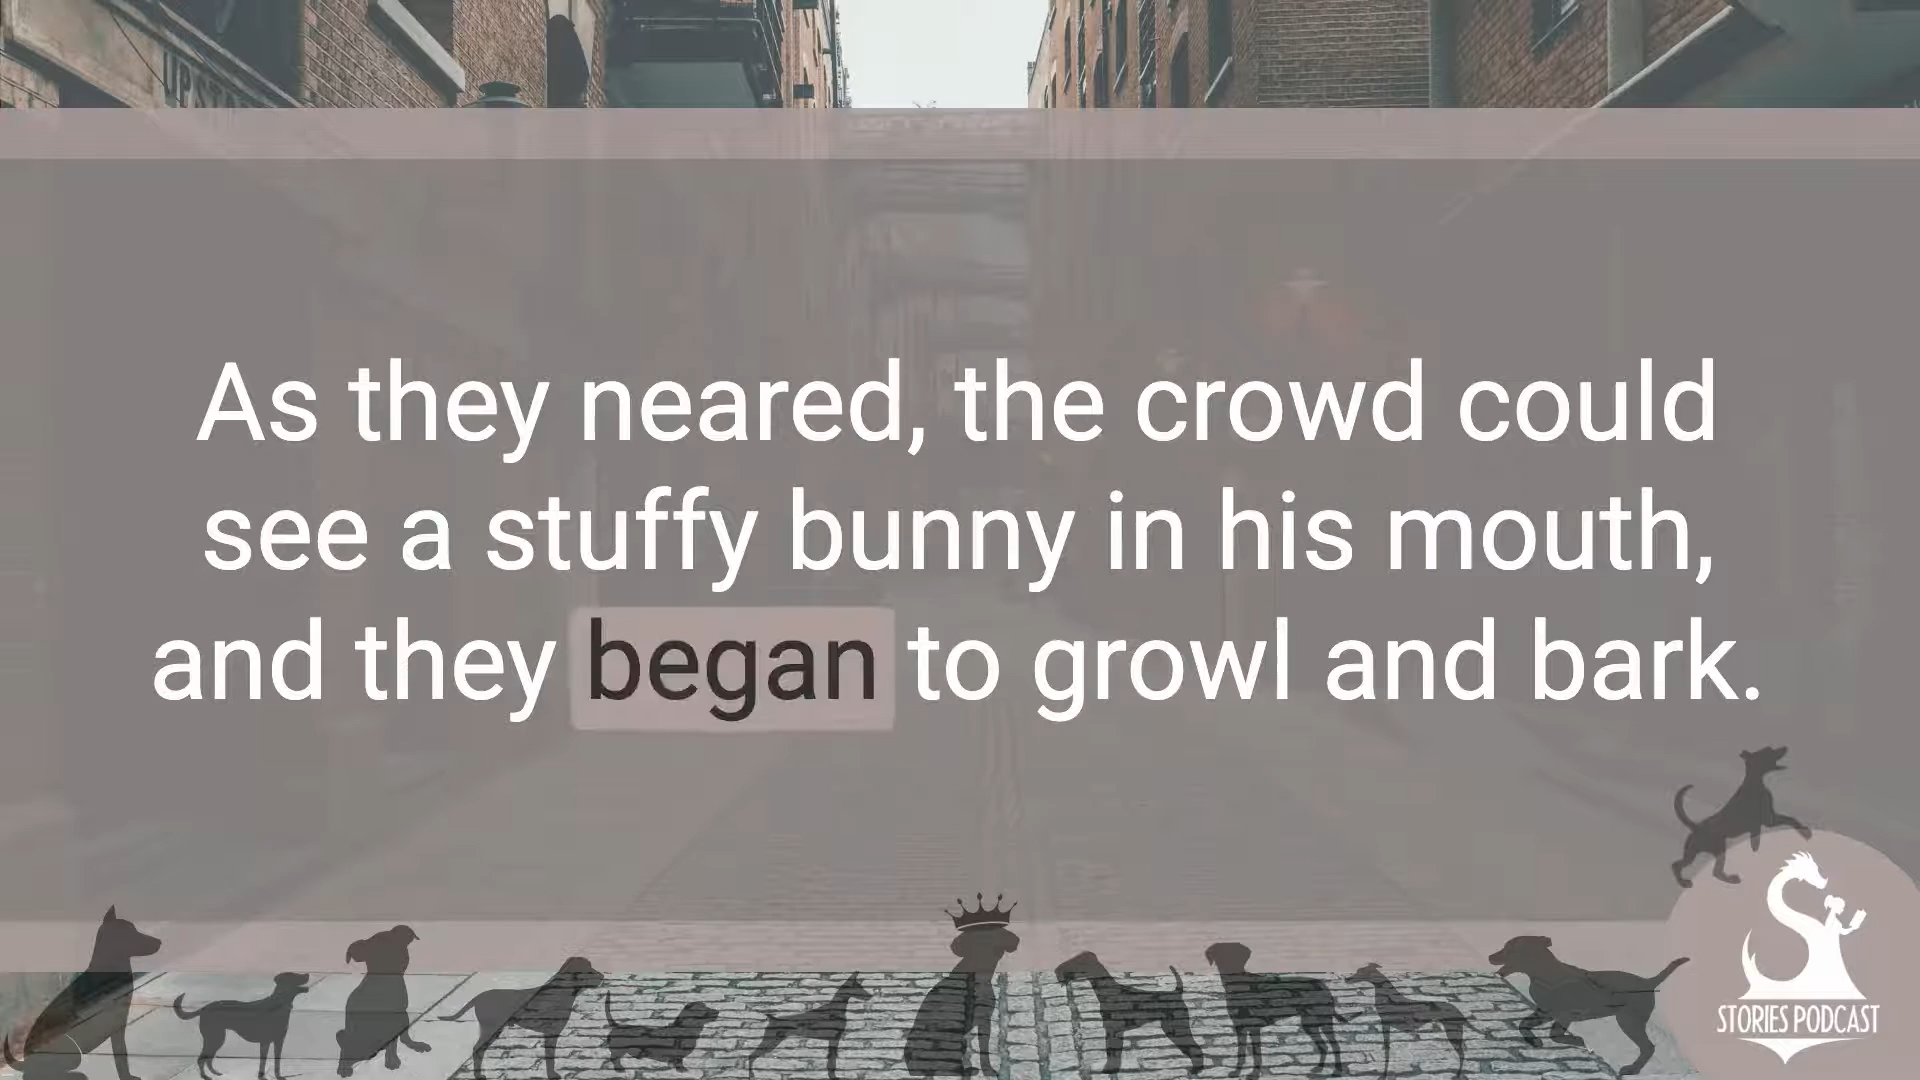 As they neared, the crowd could
see a stuffy bunny in his mouth,
and they began to growl and bark.
STORIES PODCAST